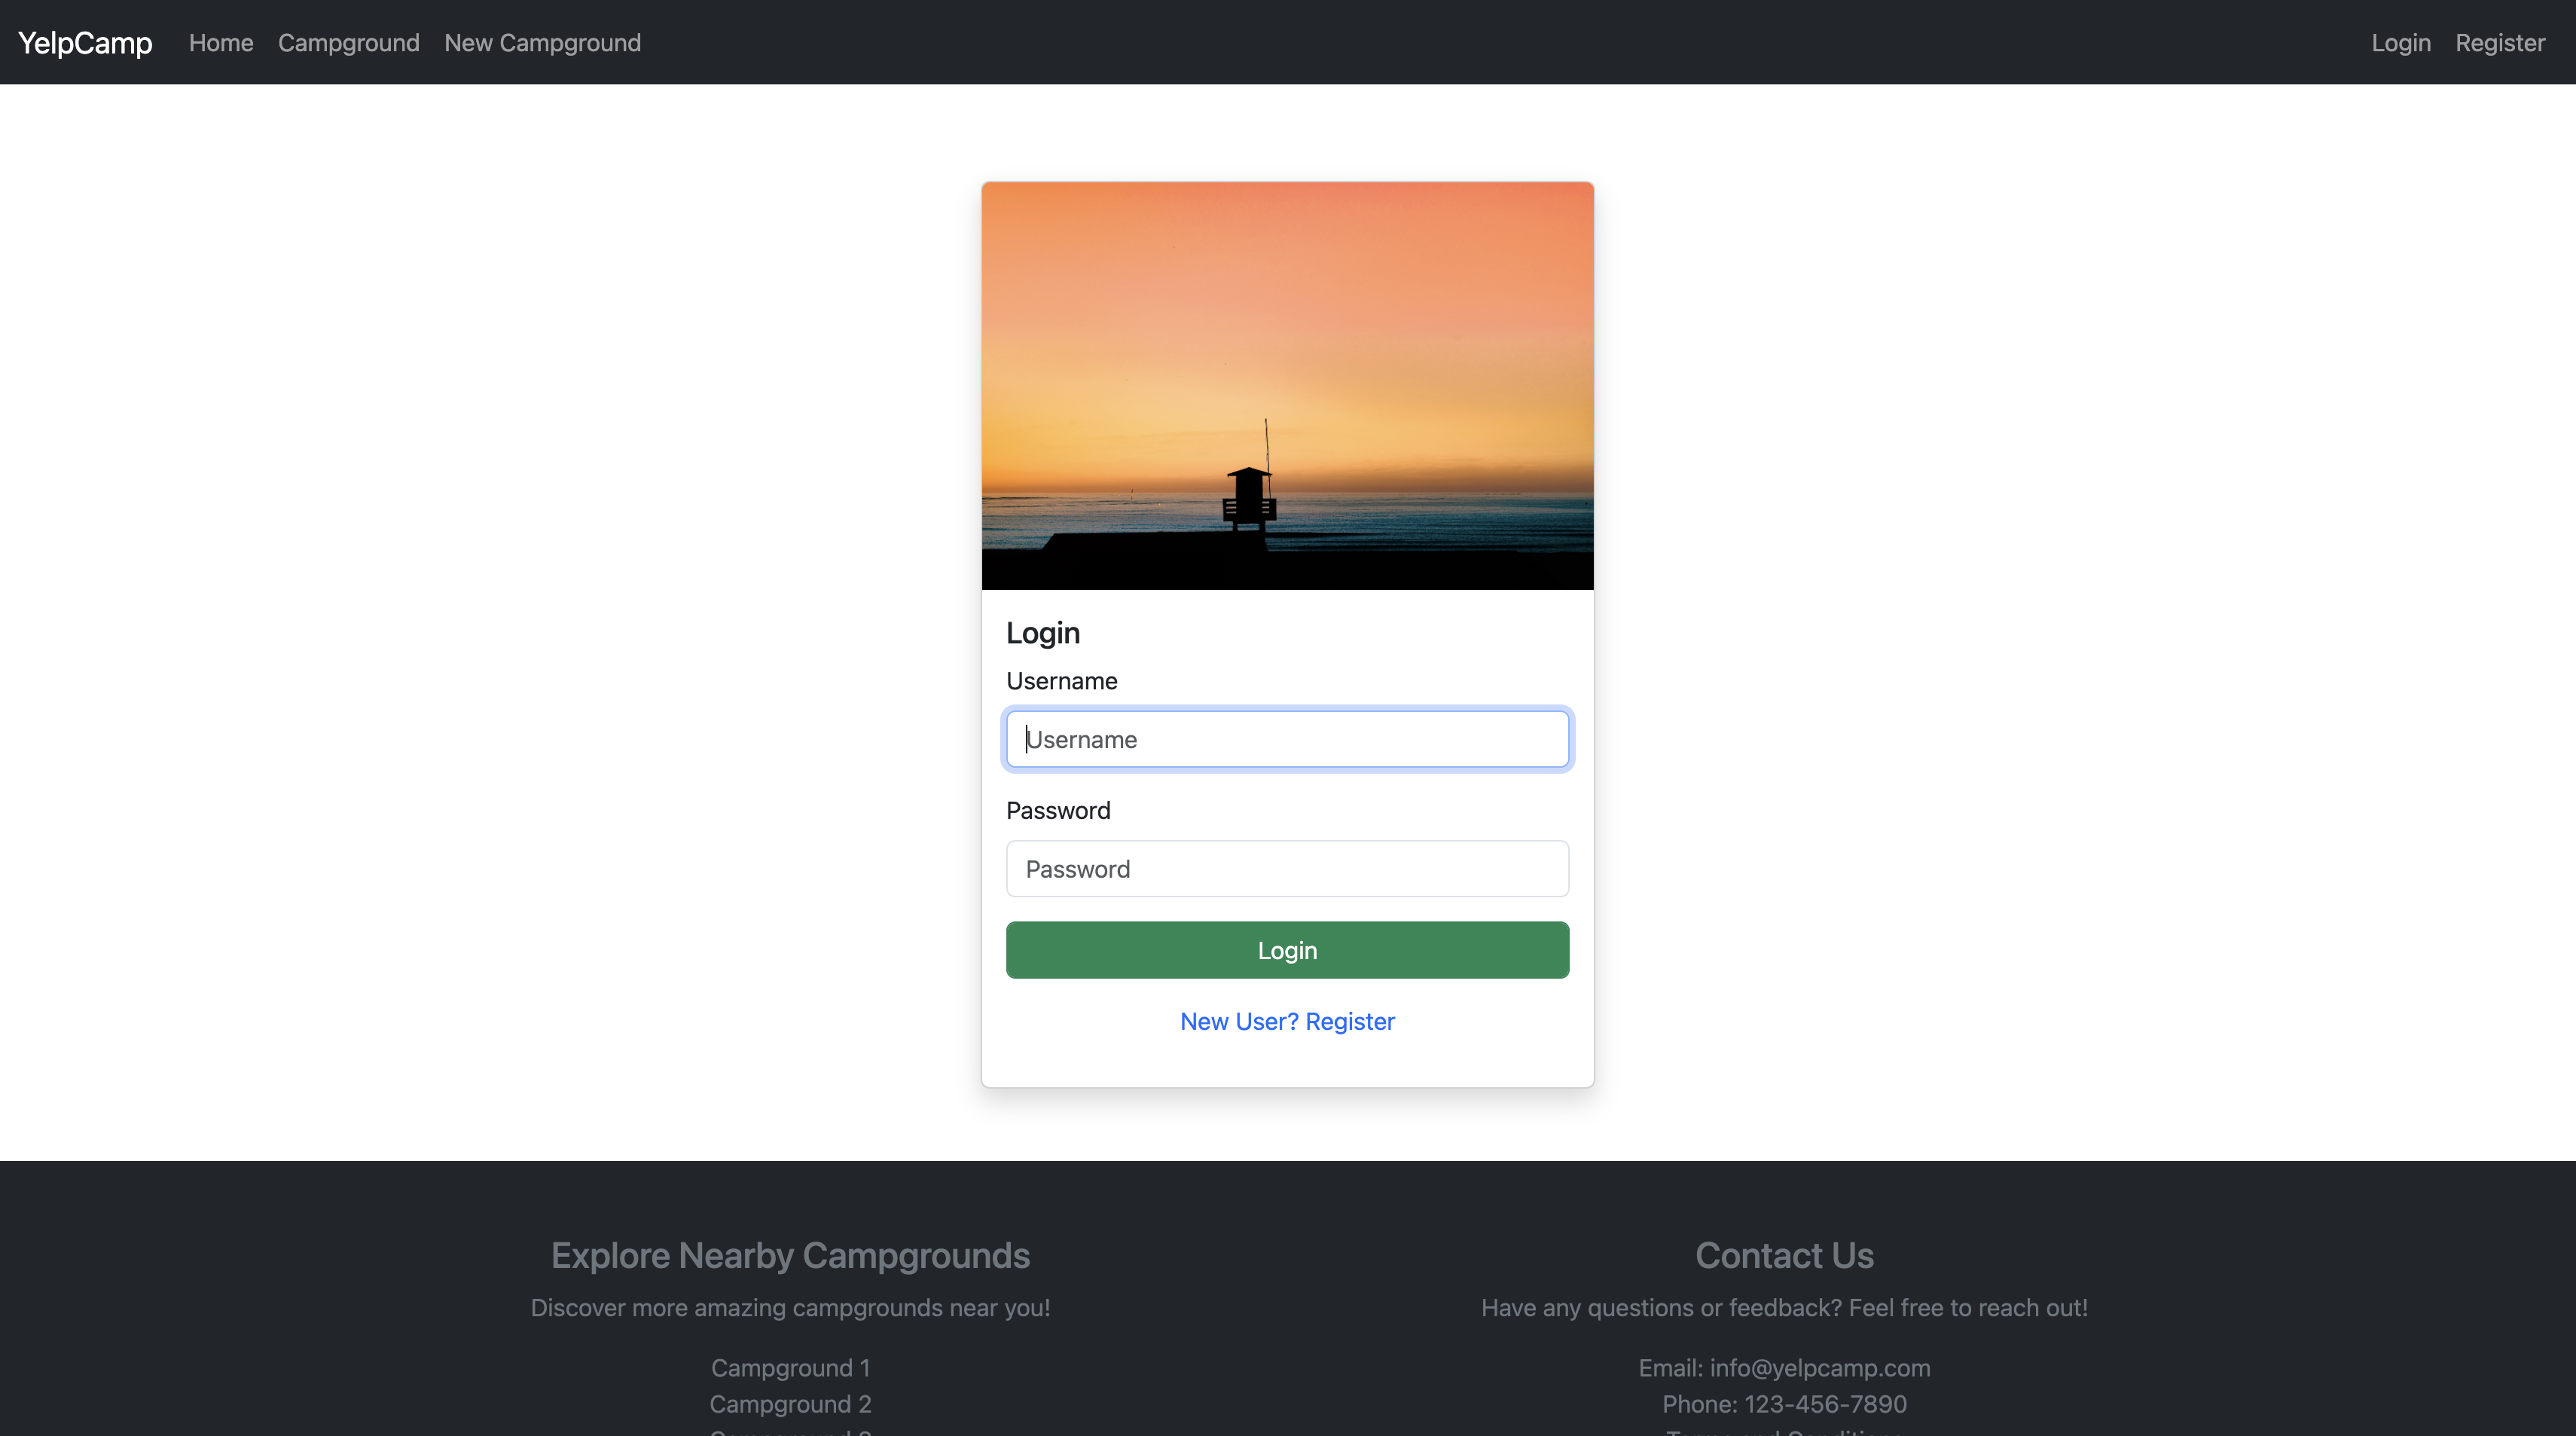 YelpCamp Home Campground New Campground Login Register
Login
Username
Username
Password
Password
Login
New User? Register
Explore Nearby Campgrounds
Discover more amazing campgrounds near you!
Campground 1
Campground 2
Contact Us
Have any questions or feedback? Feel free to reach out!
Email: info@yelpcamp.com
Phone: 123-456-7890